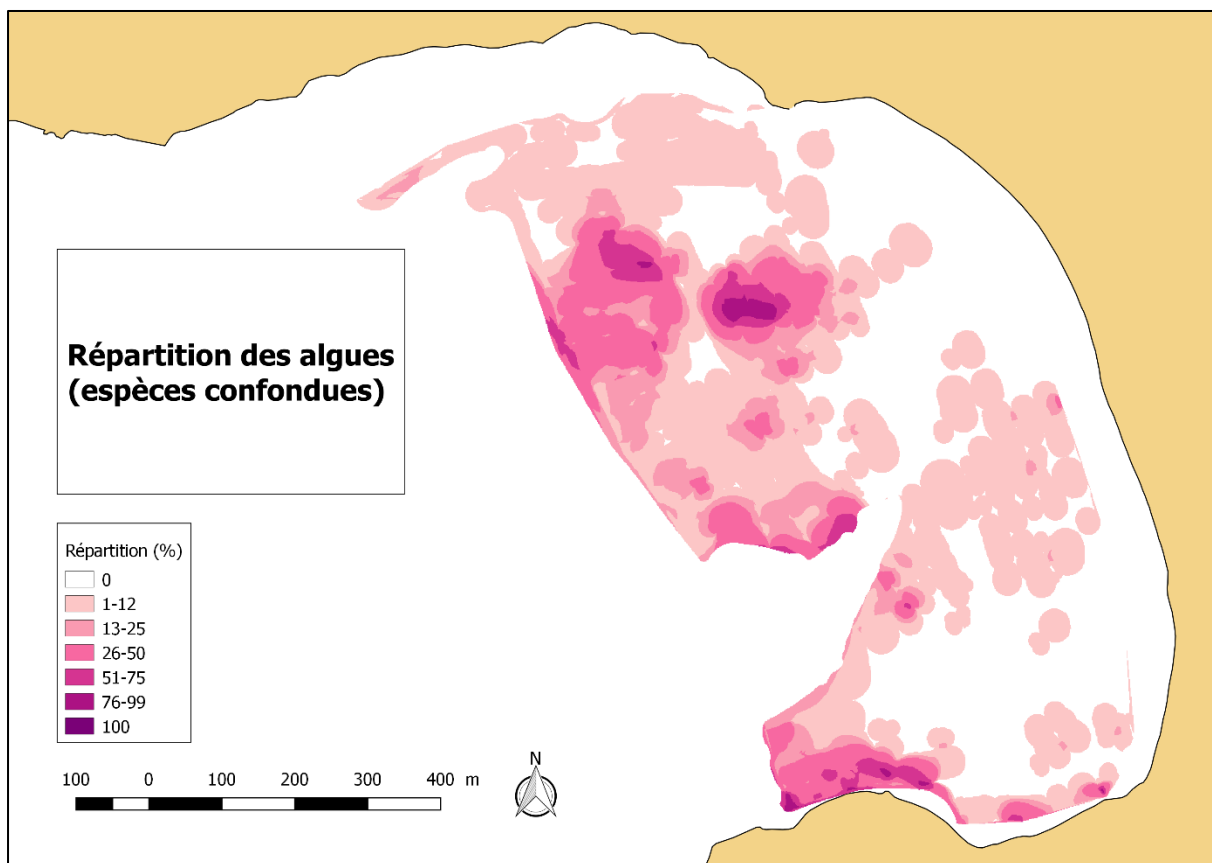 Répartition des algues
(espèces confondues)
Répartition (%)
0
1-12
13-25
26-50
51-75
76-99
100
100 0 100 200 300 400 m
N